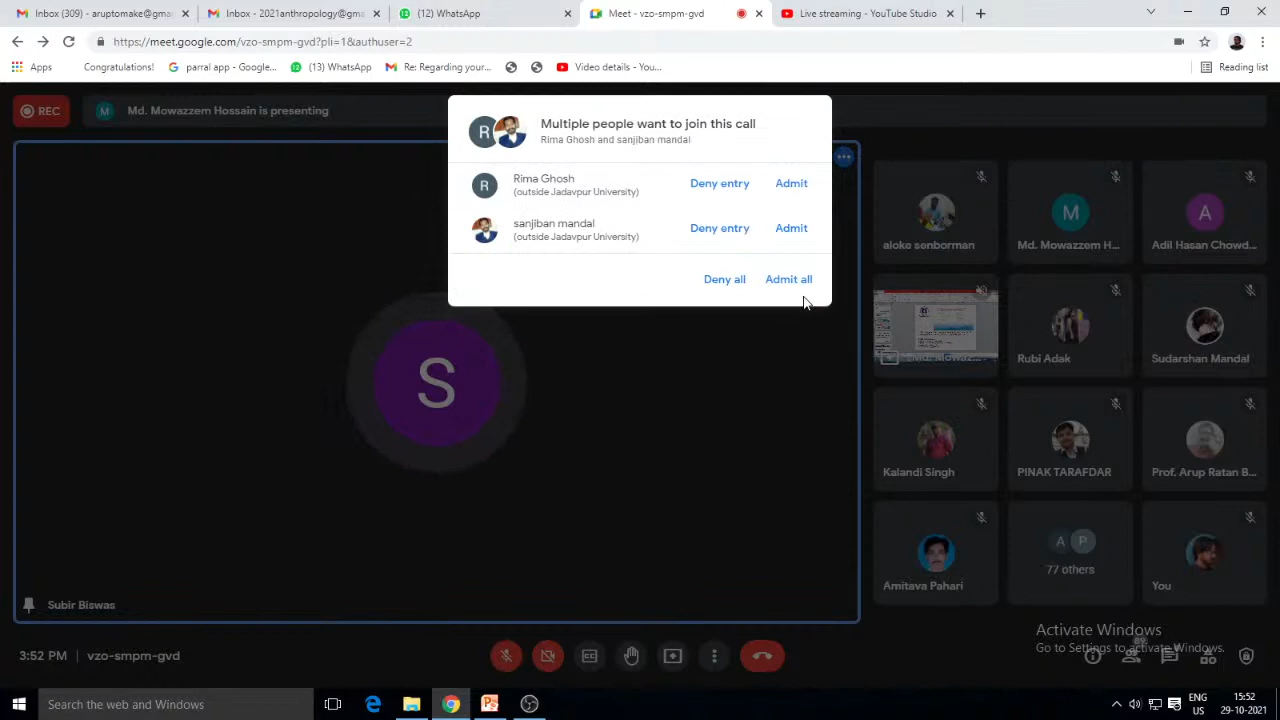 Inbox (39) - sruptomake@gma
Inbox - 2021anthroponline@gm
(12) WhatsApp
Meet - vzo-smpm-gvd
Live streaming - YouTube Studio
https://meet.google.com/vzo-smpm-gvd?pli=1&authuser=2
Apps
Congratulations!
parral app - Google...
(13) WhatsApp
Re: Regarding your...
Video details - You...
Reading list
REC
M
Md. Mowazzem Hossain is presenting
R
Multiple people want to join this call
Rima Ghosh and sanjiban mandal
R
Rima Ghosh
(outside Jadavpur University)
Deny entry
Admit
sanjiban mandal
(outside Jadavpur University)
Deny entry
Admit
Deny all
Admit all
S
Subir Biswas
aloke senborman
M
Md. Mowazzem H...
A
Adil Hasan Chowd...
Rubi Adak
Sudarshan Mandal
Kalandi Singh
PINAK TARAFDAR
Prof. Arup Ratan B...
Amitava Pahari
A
P
77 others
You
Activate Windows
Go to Settings to activate Windows.
3:52 PM | vzo-smpm-gvd
89
Search the web and Windows
ENG
US
15:52
29-10-2021